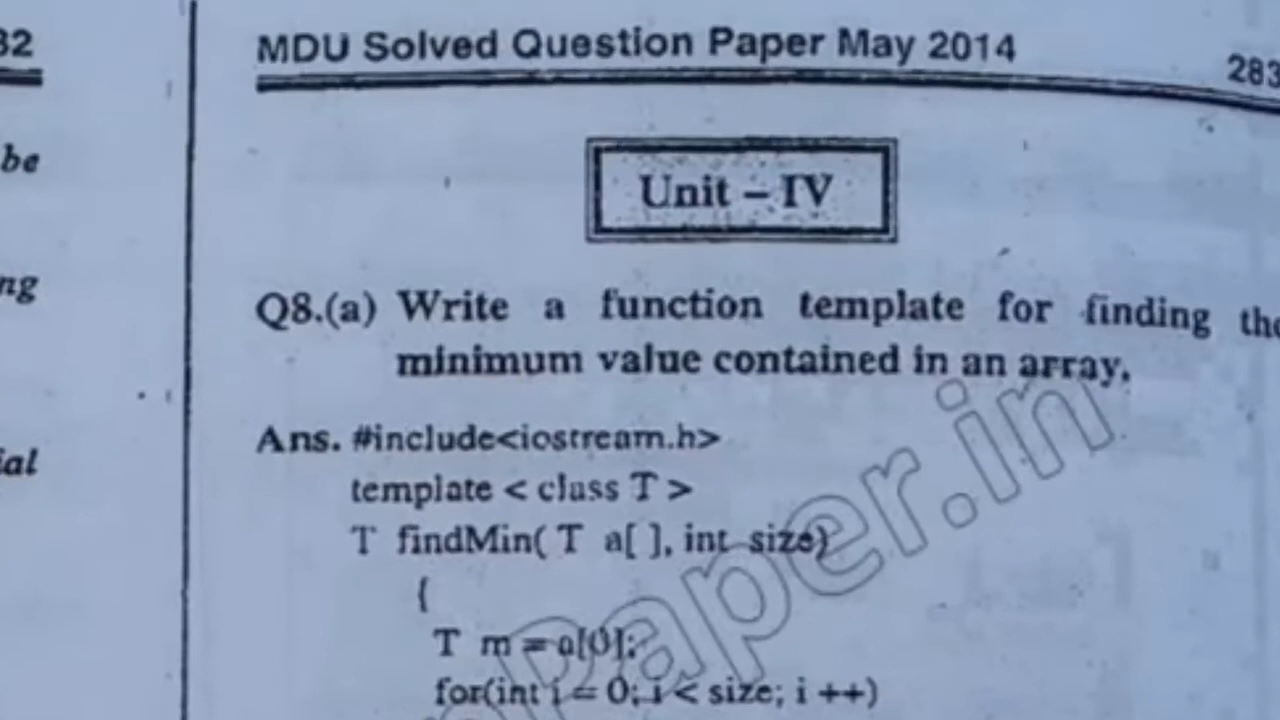 32
be
ng
ial
MDU Solved Question Paper May 2014
283
Unit – IV
Q8.(a) Write a function template for finding the
minimum value contained in an array.
Ans. #include<iostream.h>
template < class T >
T findMin( T a[ ], int size)
{
T m = a[0];
for(int i = 0; i < size; i ++)
Paper.in